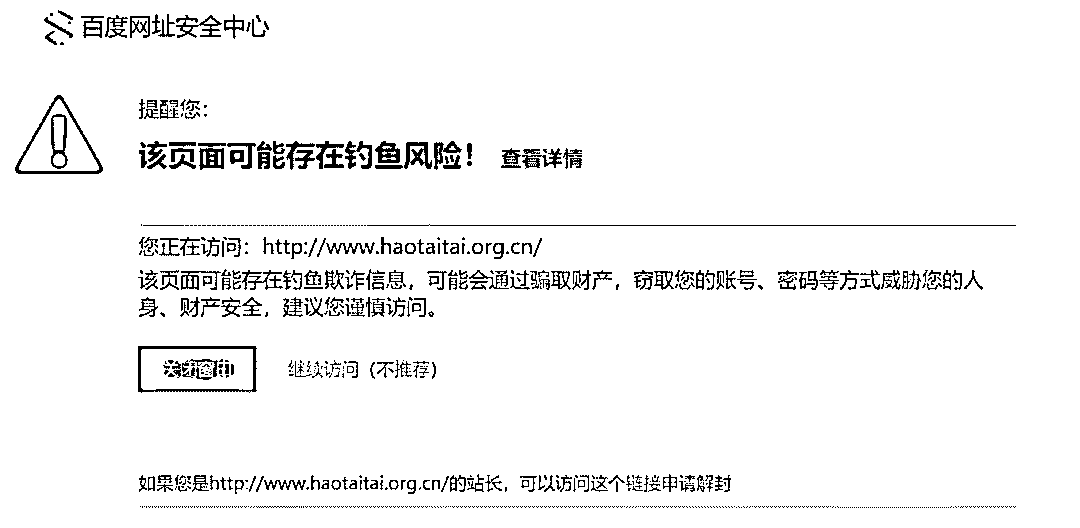 百度网址安全中心
提醒您：
该页面可能存在钓鱼风险！ 查看详情
您正在访问：http://www.haotaitai.org.cn/
该页面可能存在钓鱼欺诈信息，可能会通过骗取财产，窃取您的账号、密码等方式威胁您的人
身、财产安全，建议您谨慎访问。
关闭窗口 继续访问（不推荐）
如果您是http://www.haotaitai.org.cn/的站长，可以访问这个链接申请解封